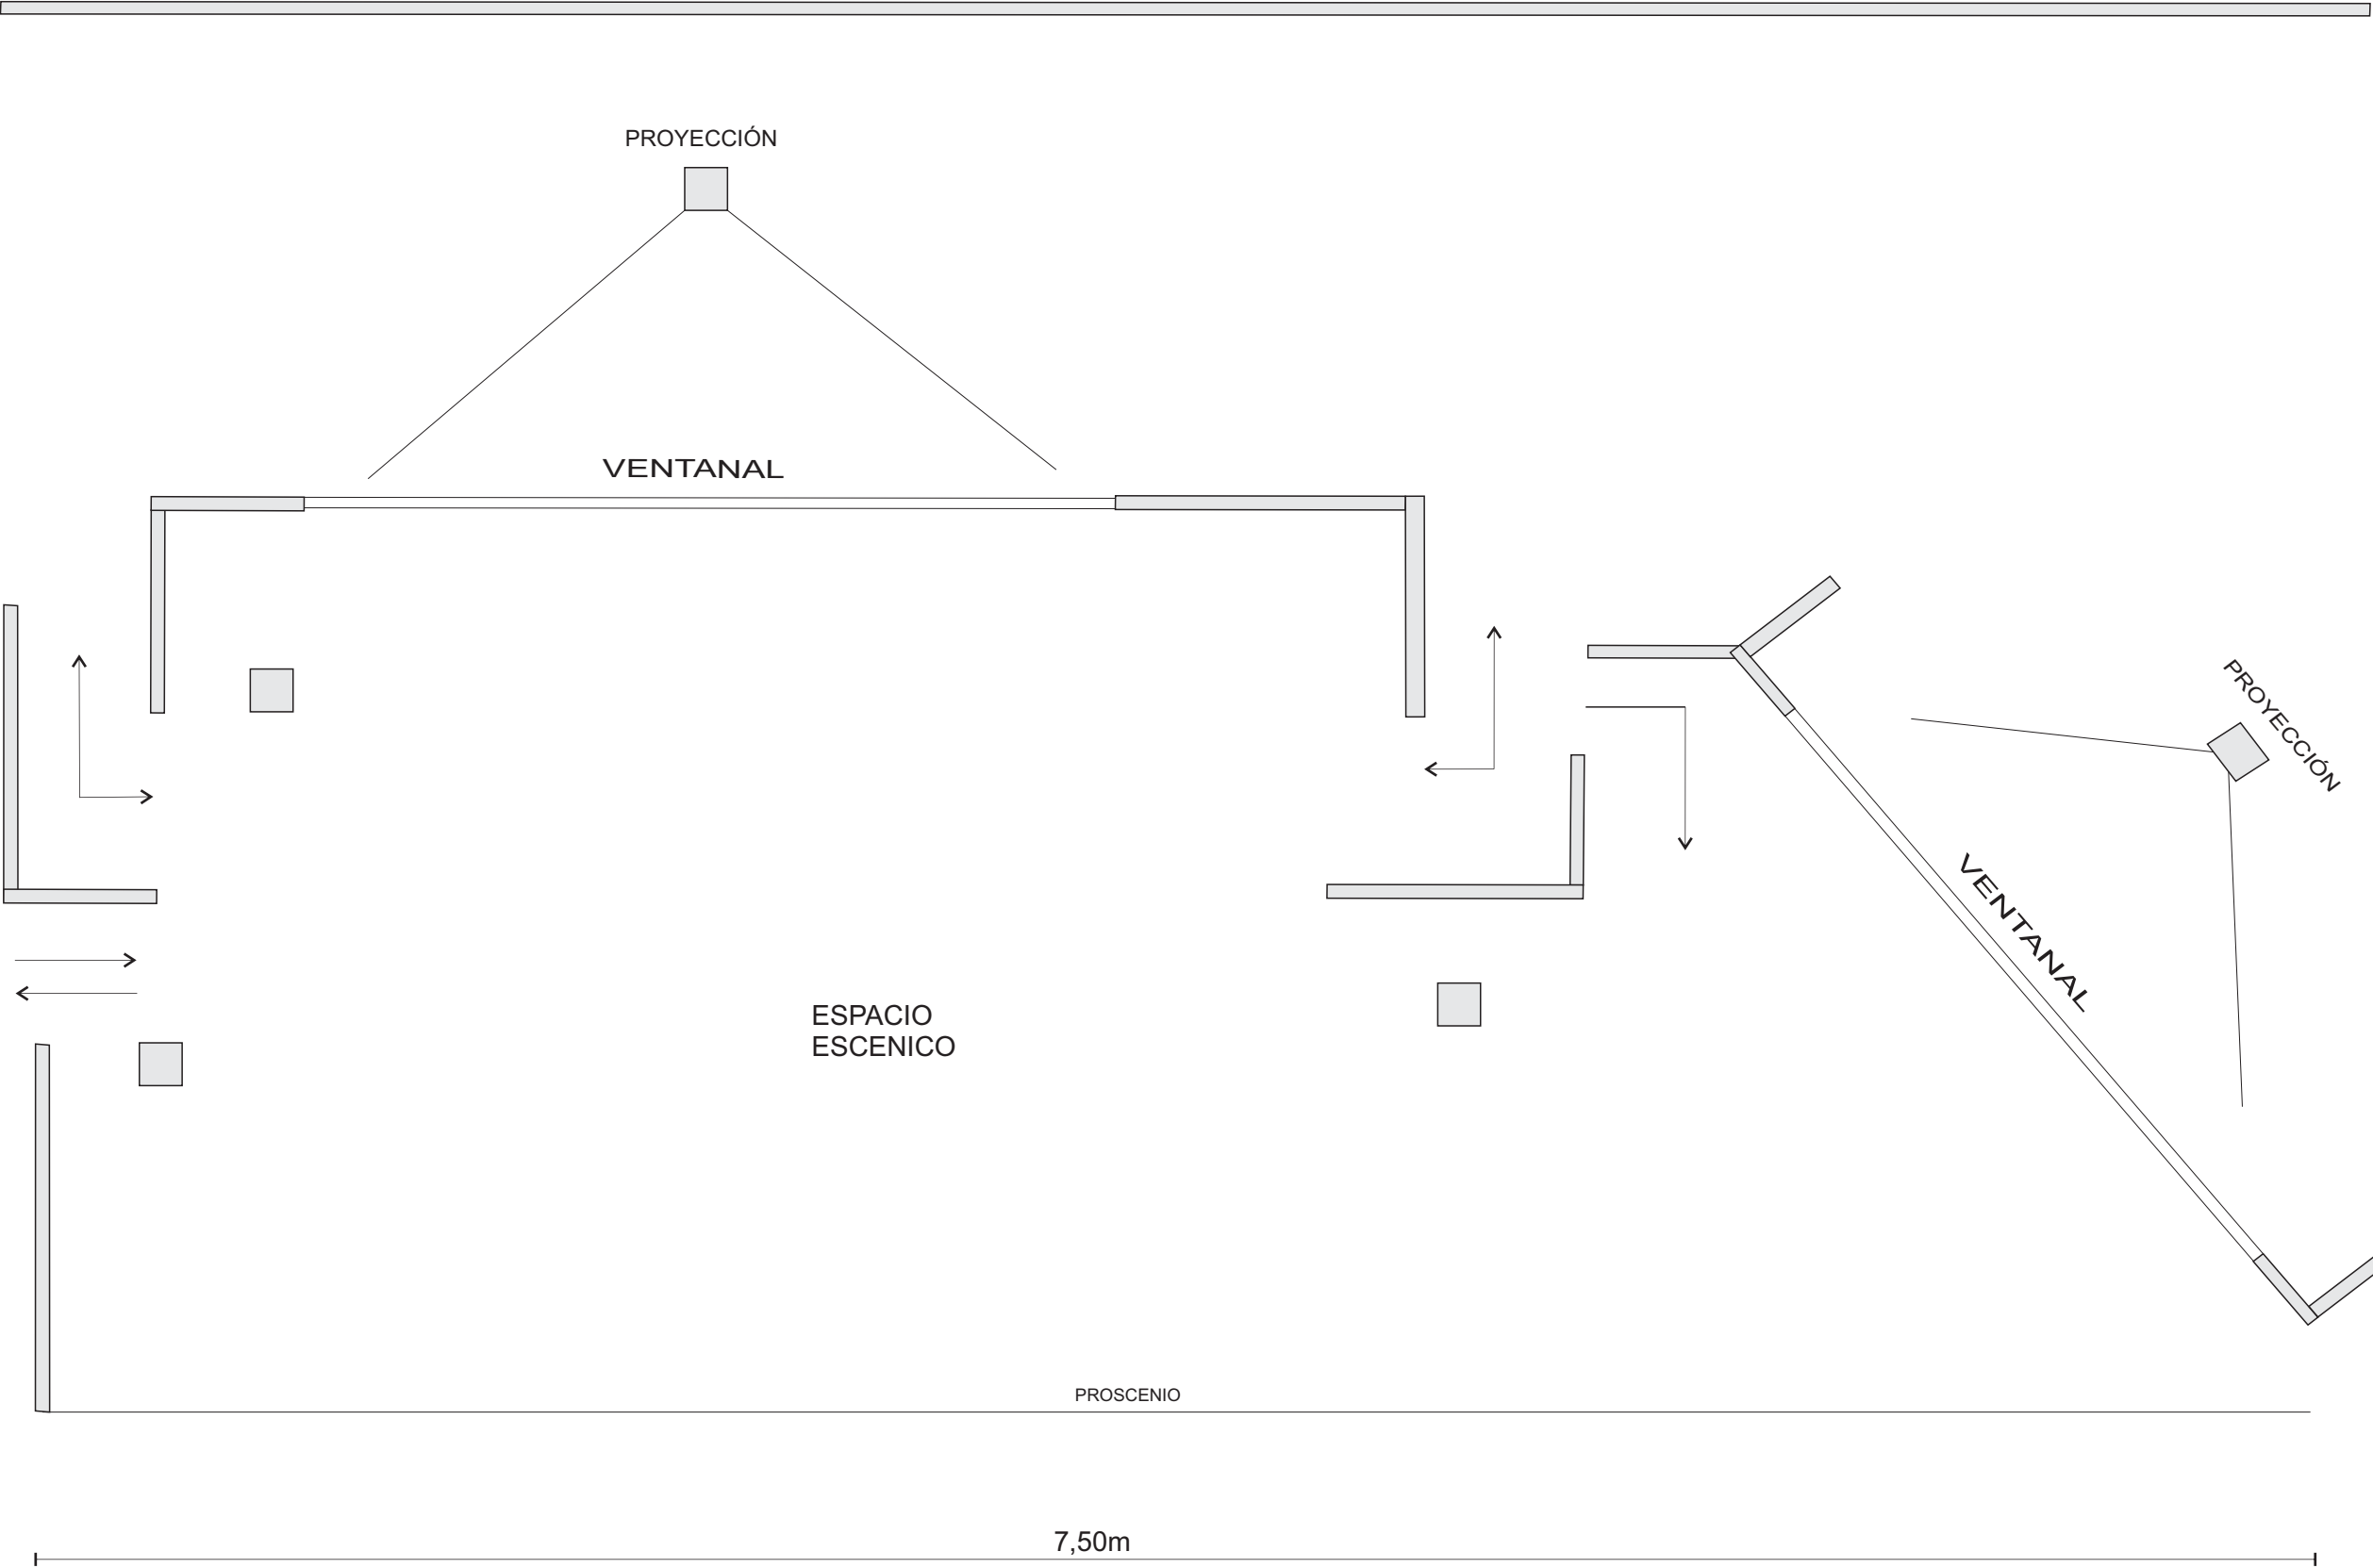 PROYECCIÓN
VENTANAL
PROYECCIÓN
VENTANAL
ESPACIO
ESCENICO
PROSCENIO
7,50m